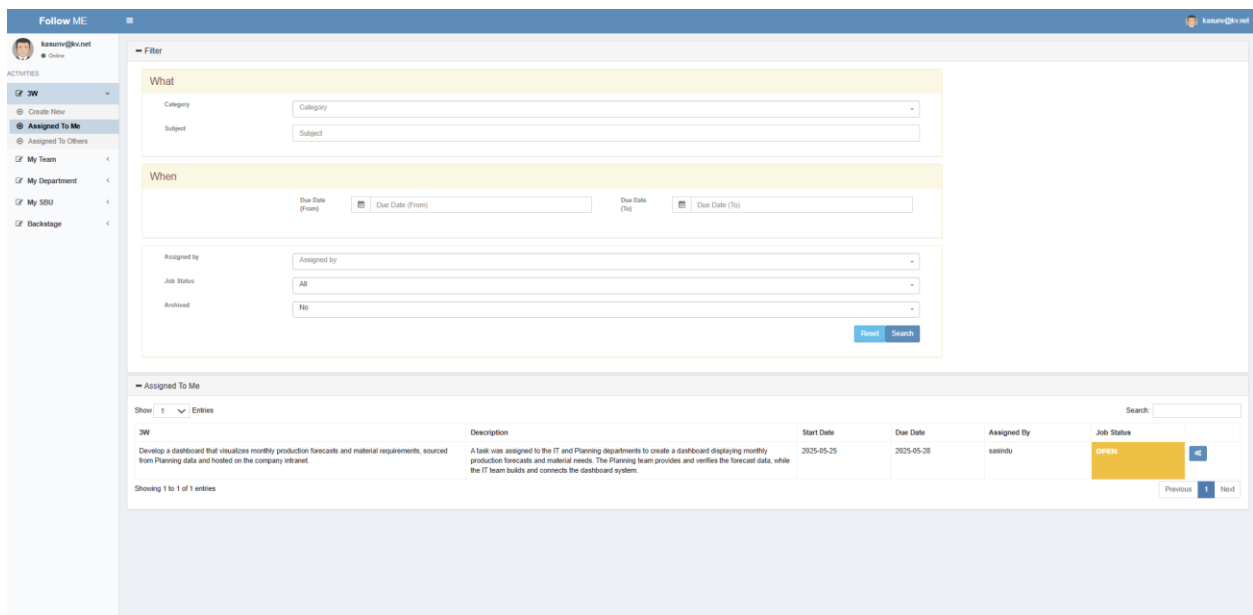 Follow ME
kasunv@kv.net
kasunv@kv.net
Online
ACTIVITIES
3W
Create New
Assigned To Me
Assigned To Others
My Team
My Department
My SBU
Backstage
Filter
What
Category
Category
Subject
Subject
When
Due Date
(From)
Due Date (From)
Due Date
(To)
Due Date (To)
Assigned by
Assigned by
Job Status
All
Archived
No
Reset Search
Assigned To Me
Show 5 Entries
Search:
3W Description Start Date Due Date Assigned By Job Status
Develop a dashboard that visualizes monthly production forecasts and material requirements, sourced
from Planning data and hosted on the company intranet.
A task was assigned to the IT and Planning departments to create a dashboard displaying monthly
production forecasts and material needs. The Planning team provides and verifies the forecast data, while
the IT team builds and connects the dashboard system.
2025-05-25
2025-05-28
sasindu
OPEN
Showing 1 to 1 of 1 entries
Previous 1 Next